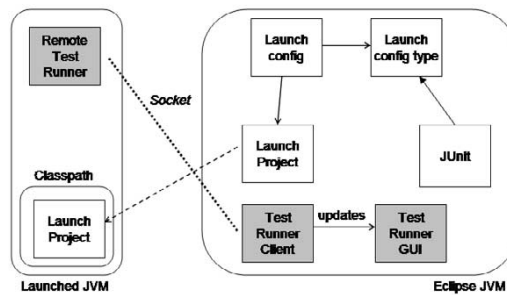 Remote
Test
Runner
Socket
Classpath
Launch
Project
Launched JVM
Launch
config
Launch
config type
Launch
Project
JUnit
Test
Runner
Client
updates
Test
Runner
GUI
Eclipse JVM